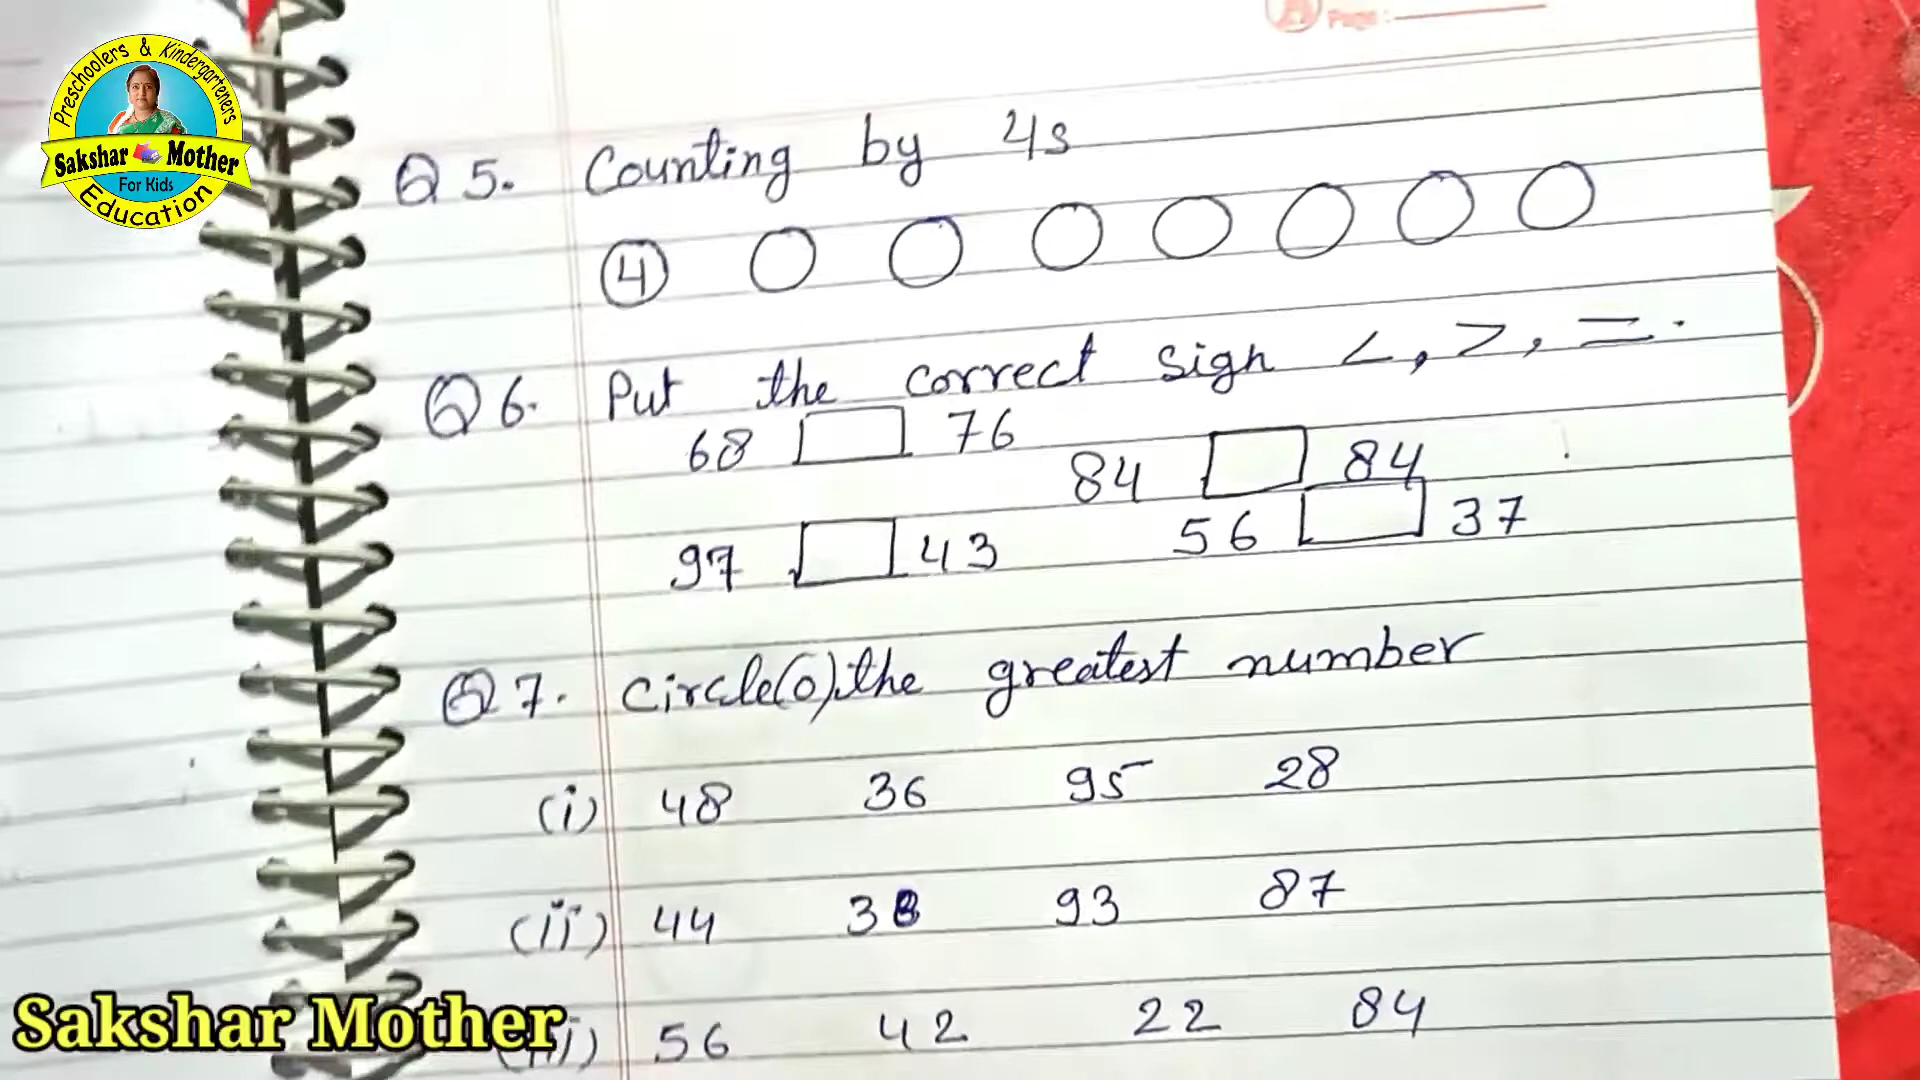 Page :
Preschoolers & Kindergarteners
Sakshar Mother
For Kids
Education
Q 5. Counting by 4s
4
Q 6. Put the correct sign <, >, =.
68 76
84 84
97 43
56 37
Q 7. Circle(o) the greatest number
(i) 48 36 95 28
(ii) 44 38 93 87
(iii) 56 42 22 84
Sakshar Mother